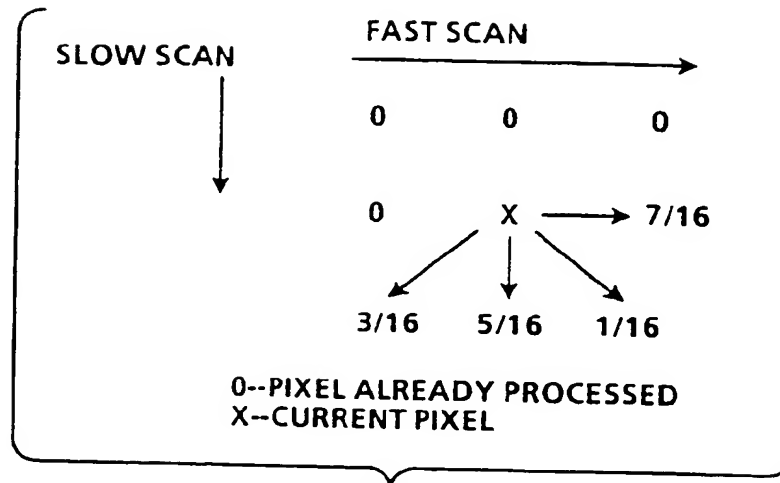 FAST SCAN
SLOW SCAN
0 0 0
0 X 7/16
3/16 5/16 1/16
0--PIXEL ALREADY PROCESSED
X--CURRENT PIXEL